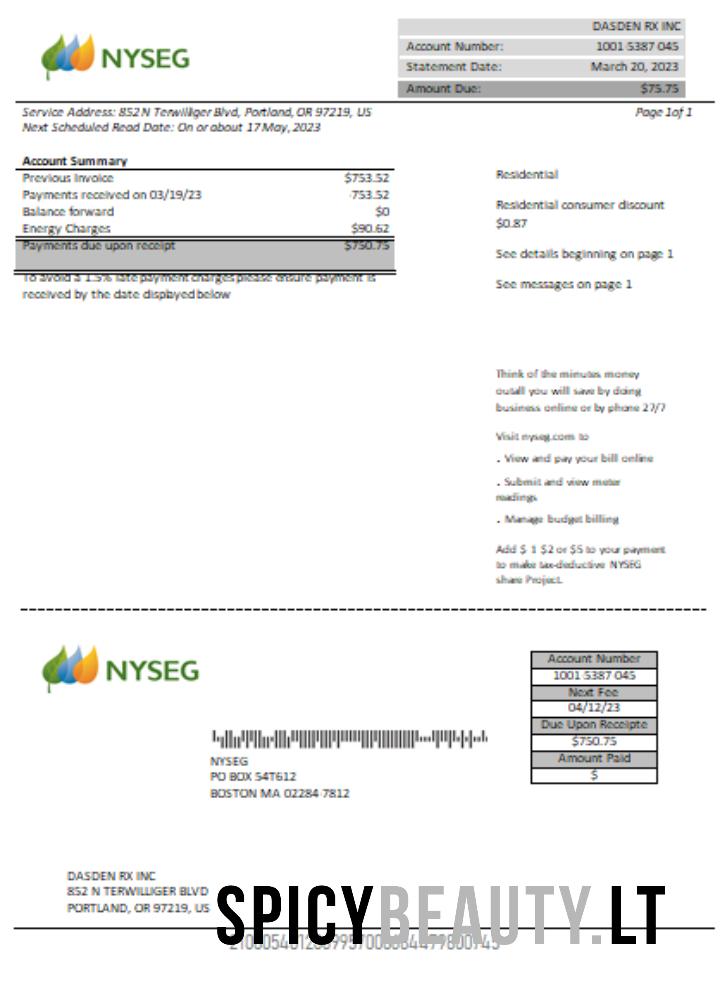 DASDEN RX INC
NYSEG
Account Number: 1001 5387 045
Statement Date: March 20, 2023
Amount Due: $75.75
Service Address: 852 N Terwilliger Blvd, Portland, OR 97219, US
Page 1of 1
Next Scheduled Read Date: On or about 17 May, 2023
Account Summary
Previous Invoice $753.52
Payments received on 03/19/23 -753.52
Balance forward $0
Energy Charges $90.62
Payments due upon receipt $750.75
To avoid a 1.5% late payment charges please ensure payment is
received by the date displayed below
Residential
Residential consumer discount
$0.87
See details beginning on page 1
See messages on page 1
Think of the minutes money
outall you will save by doing
business online or by phone 27/7
Visit nyseg.com to
. View and pay your bill online
. Submit and view meter
readings
. Manage budget billing
Add $ 1 $2 or $5 to your payment
to make tax-deductive NYSEG
share Project.
NYSEG
Account Number
1001 5387 045
Next Fee
04/12/23
Due Upon Receipte
$750.75
Amount Paid
$
NYSEG
PO BOX 54T612
BOSTON MA 02284 7812
DASDEN RX INC
852 N TERWILLIGER BLVD
PORTLAND, OR 97219, US
SPICYBEAUTY.LT